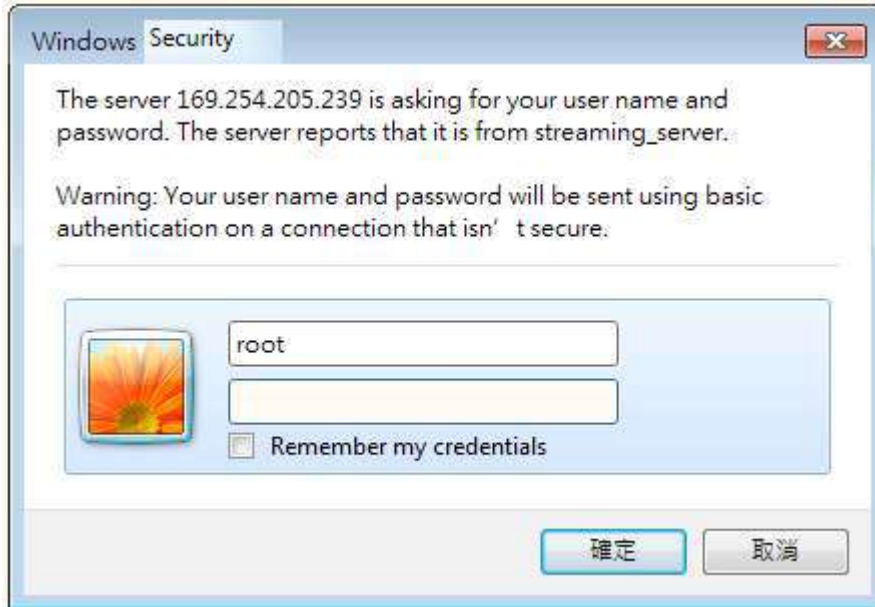 Windows Security
The server 169.254.205.239 is asking for your user name and
password. The server reports that it is from streaming_server.
Warning: Your user name and password will be sent using basic
authentication on a connection that isn’ t secure.
root
Remember my credentials
確定 取消